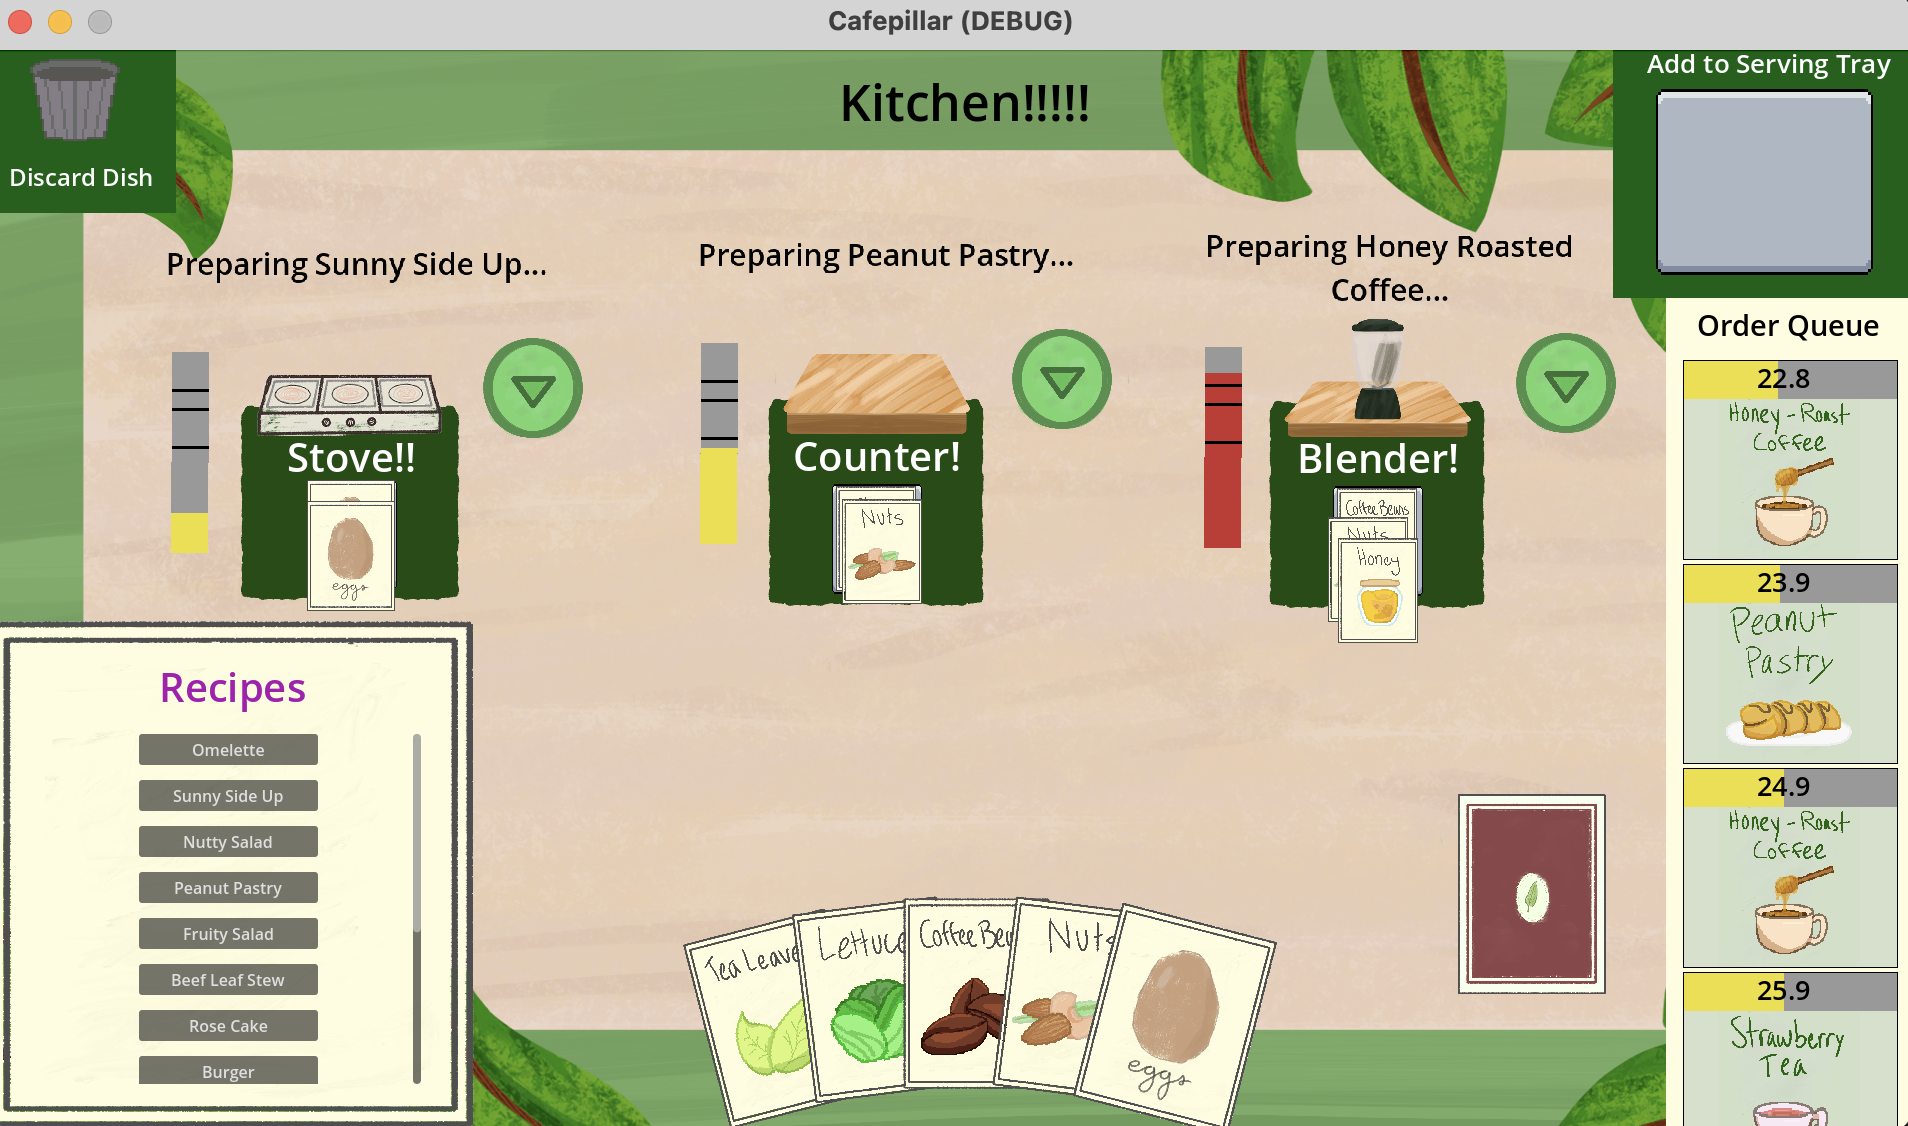 Cafepillar (DEBUG)
Discard Dish
Kitchen!!!!!
Add to Serving Tray
Preparing Sunny Side Up...
Preparing Peanut Pastry...
Preparing Honey Roasted
Coffee...
Stove!!
eggs
Counter!
Nuts
Blender!
Coffee Beans
Nuts
Honey
Order Queue
22.8
Honey - Roast
Coffee
23.9
Peanut
Pastry
24.9
Honey - Roast
Coffee
25.9
Strawberry
Tea
Recipes
Omelette
Sunny Side Up
Nutty Salad
Peanut Pastry
Fruity Salad
Beef Leaf Stew
Rose Cake
Burger
Tea Leave
Lettuce
Coffee Bea
Nuts
eggs